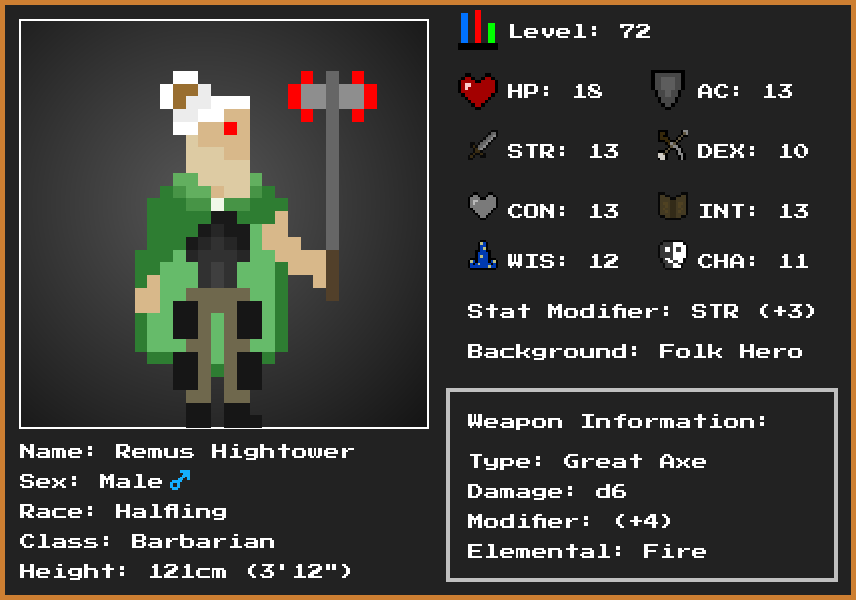 Level: 72
HP: 18 AC: 13
STR: 13 DEX: 10
CON: 13 INT: 13
WIS: 12 CHA: 11
Stat Modifier: STR (+3)
Background: Folk Hero
Weapon Information:
Type: Great Axe
Damage: d6
Modifier: (+4)
Elemental: Fire
Name: Remus Hightower
Sex: Male ♂
Race: Halfling
Class: Barbarian
Height: 121cm (3'12")